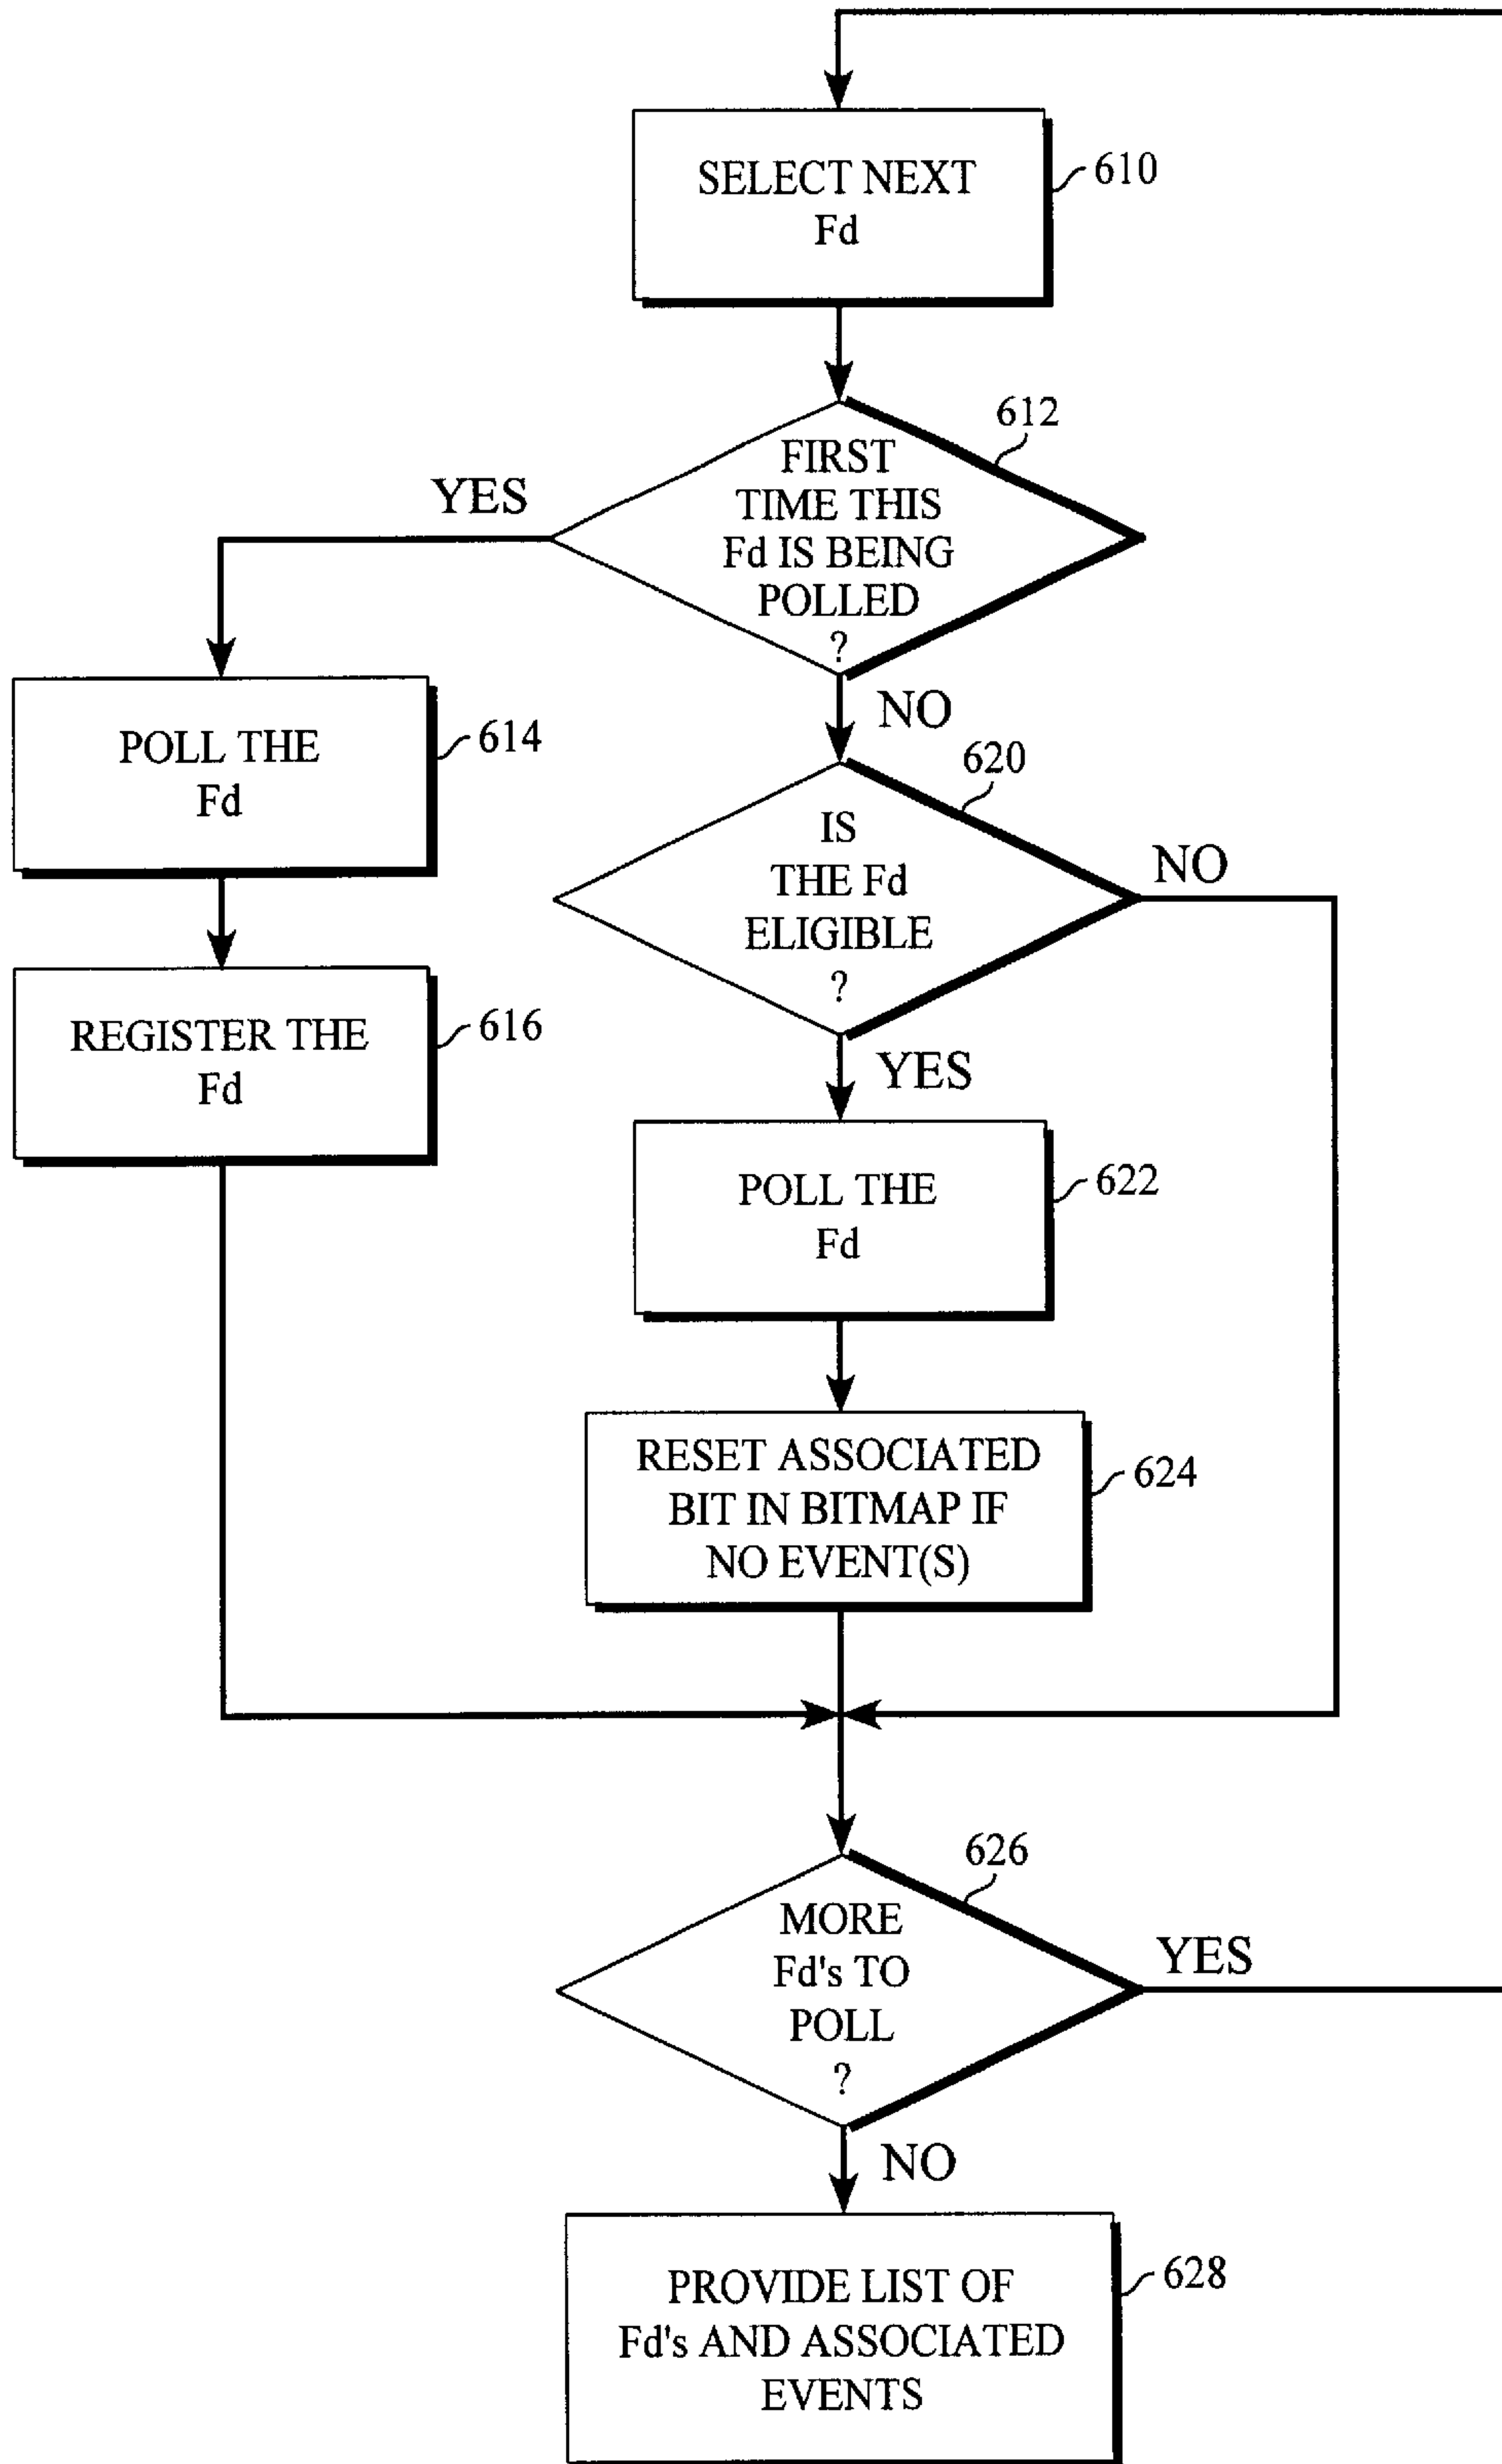 SELECT NEXT
Fd
610
FIRST
TIME THIS
Fd IS BEING
POLLED
?
612
YES
NO
POLL THE
Fd
614
REGISTER THE
Fd
616
IS
THE Fd
ELIGIBLE
?
620
NO
YES
POLL THE
Fd
622
RESET ASSOCIATED
BIT IN BITMAP IF
NO EVENT(S)
624
MORE
Fd's TO
POLL
?
626
YES
NO
PROVIDE LIST OF
Fd's AND ASSOCIATED
EVENTS
628